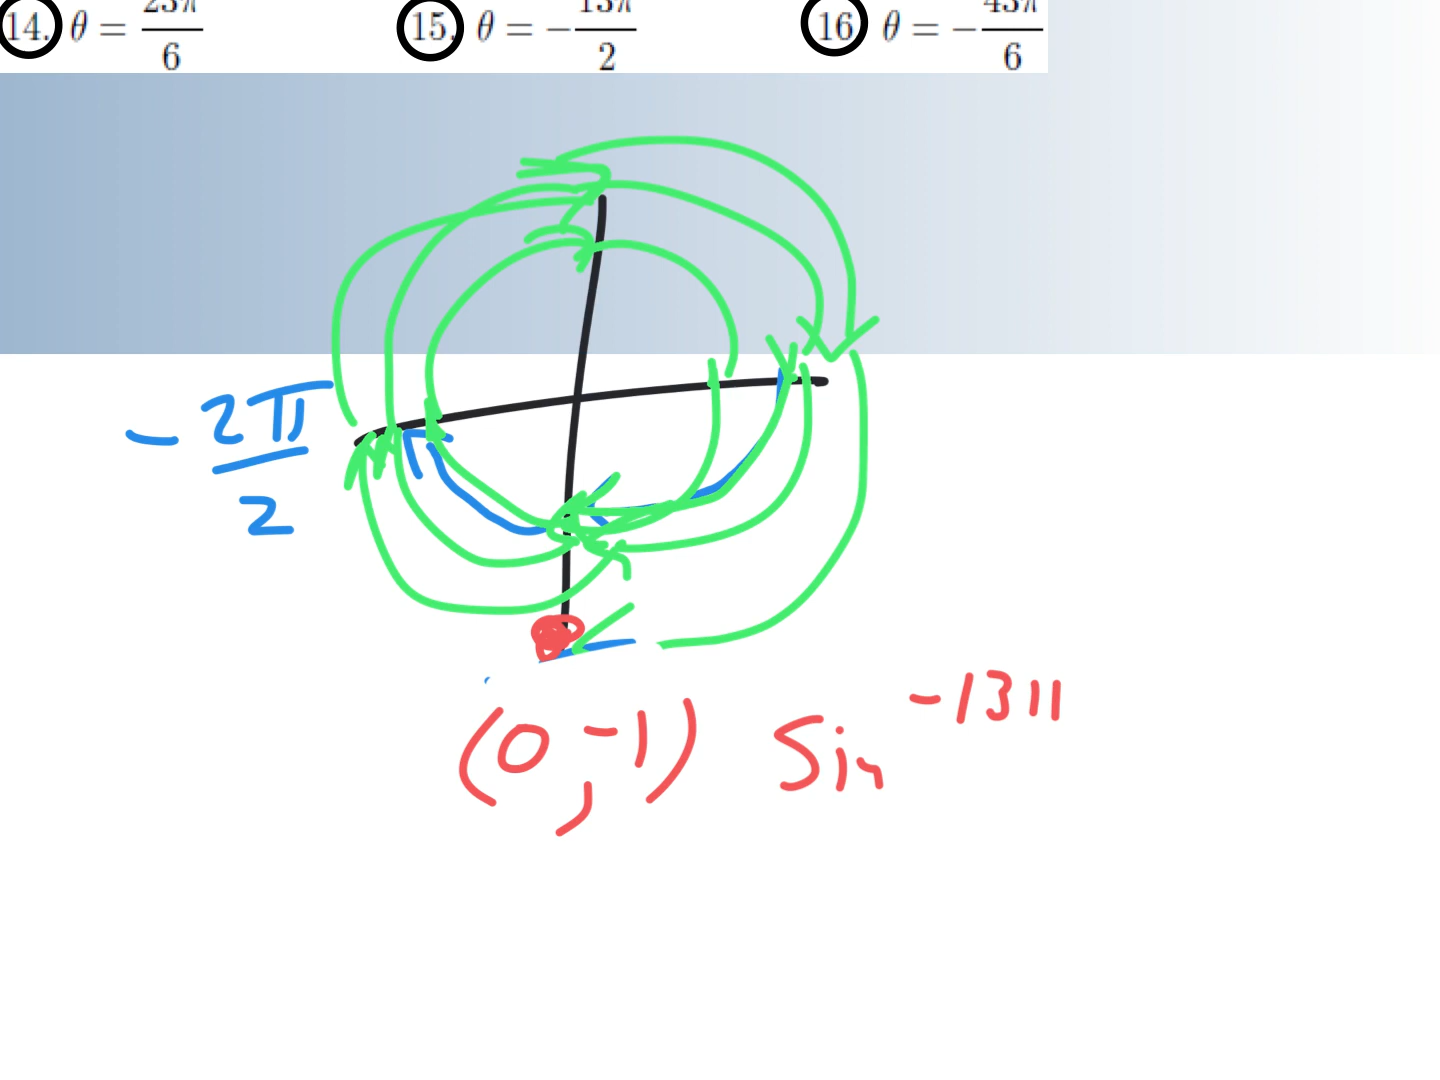 14. θ = 23π/6 15. θ = -13π/2 16 θ = -43π/6
- 2π/2
(0, -1) Sin -13π